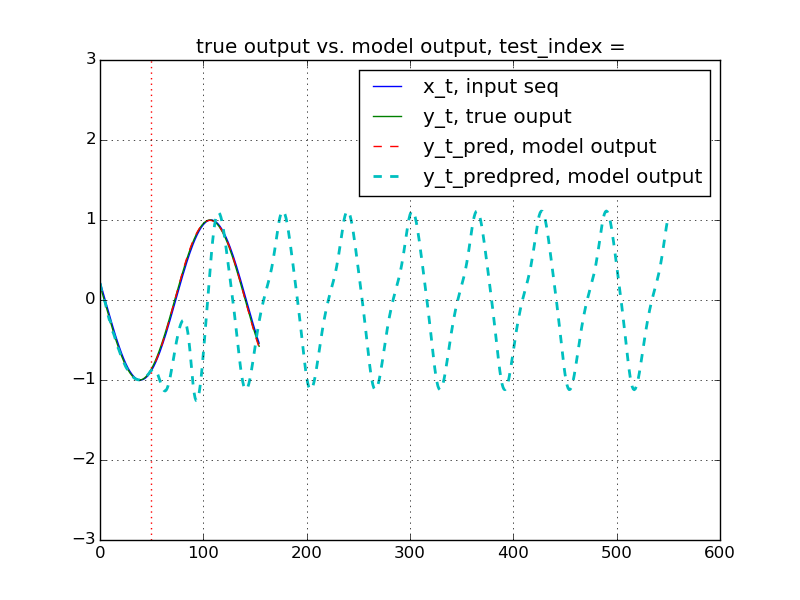 true output vs. model output, test_index =
x_t, input seq
y_t, true ouput
y_t_pred, model output
y_t_predpred, model output
3
2
1
0
−1
−2
−3
0 100 200 300 400 500 600